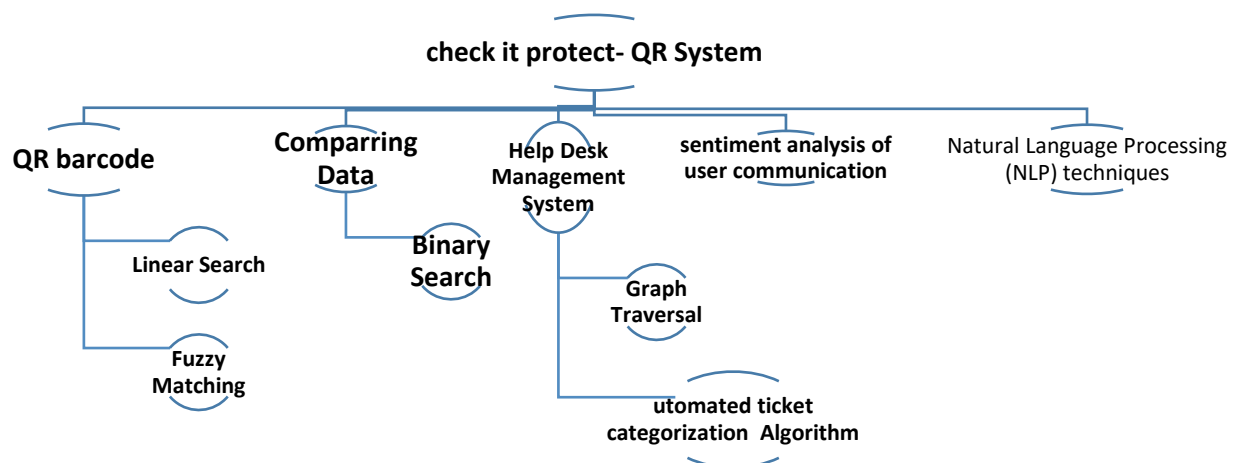 check it protect- QR System
QR barcode
Comparring
Data
Help Desk
Management
System
sentiment analysis of
user communication
Natural Language Processing
(NLP) techniques
Linear Search
Fuzzy
Matching
Binary
Search
Graph
Traversal
utomated ticket
categorization Algorithm